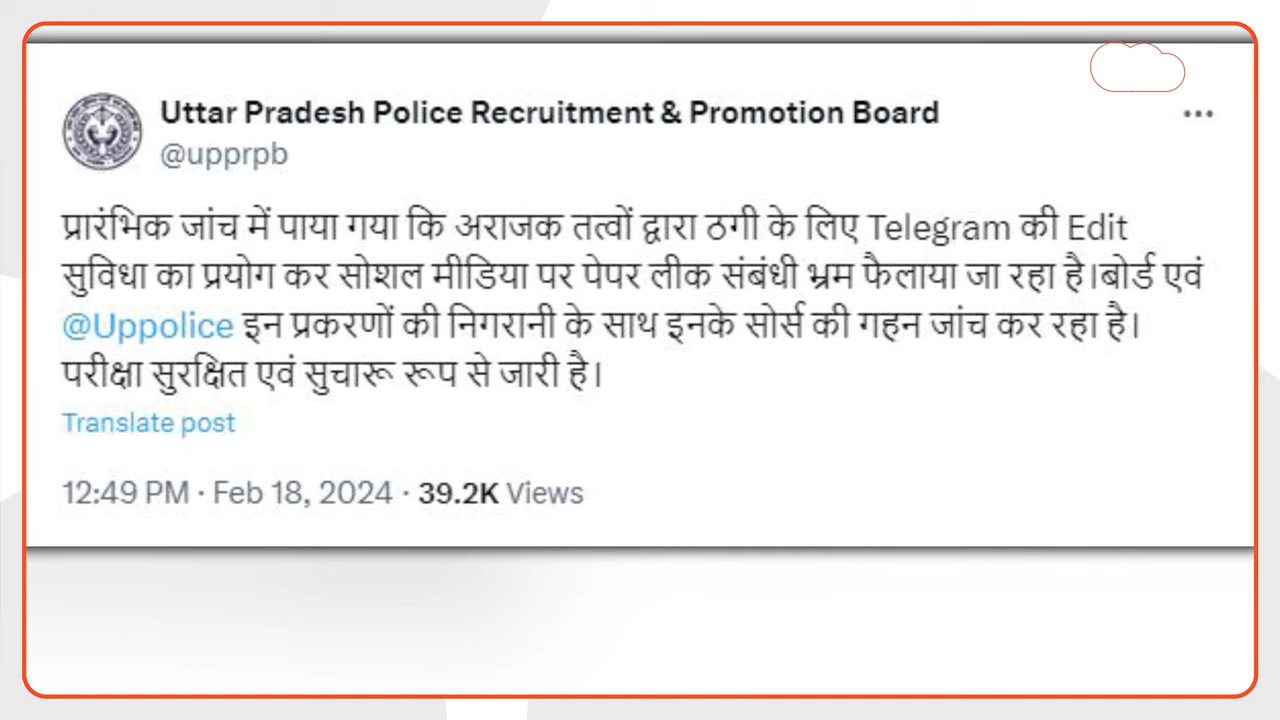 Uttar Pradesh Police Recruitment & Promotion Board
@upprpb
प्रारंभिक जांच में पाया गया कि अराजक तत्वों द्वारा ठगी के लिए Telegram की Edit
सुविधा का प्रयोग कर सोशल मीडिया पर पेपर लीक संबंधी भ्रम फैलाया जा रहा है।बोर्ड एवं
@Uppolice इन प्रकरणों की निगरानी के साथ इनके सोर्स की गहन जांच कर रहा है।
परीक्षा सुरक्षित एवं सुचारू रूप से जारी है।
Translate post
12:49 PM · Feb 18, 2024 · 39.2K Views